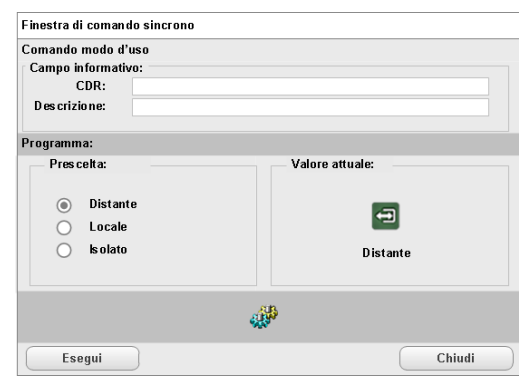 Finestra di comando sincrono
Comando modo d'uso
Campo informativo:
CDR:
Descrizione:
Programma:
Prescelta:
Distante
Locale
Isolato
Valore attuale:
Distante
Esegui
Chiudi